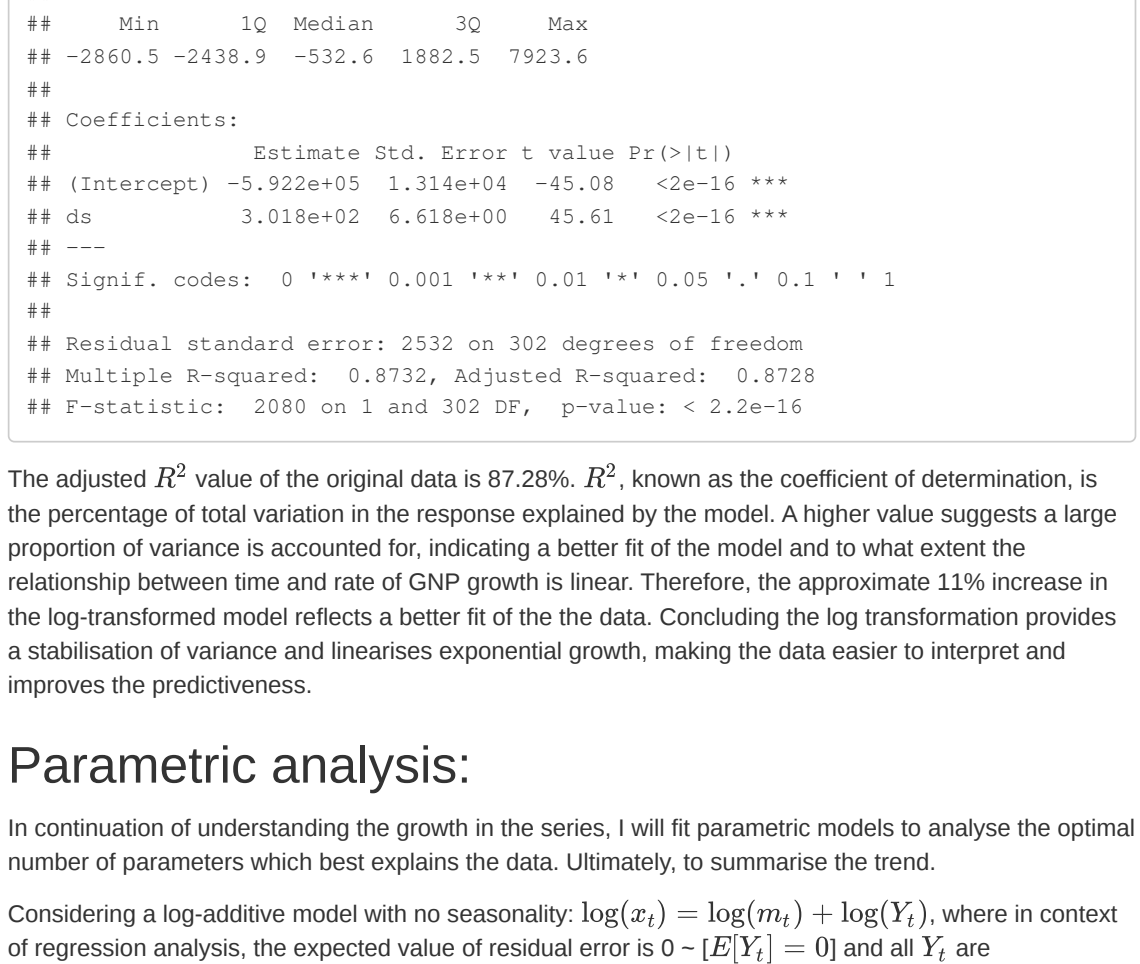 ##      Min       1Q   Median       3Q      Max
## -2860.5 -2438.9  -532.6  1882.5  7923.6
##
## Coefficients:
##               Estimate Std. Error t value Pr(>|t|)
## (Intercept) -5.922e+05  1.314e+04  -45.08   <2e-16 ***
## ds           3.018e+02  6.618e+00   45.61   <2e-16 ***
## ---
## Signif. codes:  0 '***' 0.001 '**' 0.01 '*' 0.05 '.' 0.1 ' ' 1
##
## Residual standard error: 2532 on 302 degrees of freedom
## Multiple R-squared:  0.8732, Adjusted R-squared:  0.8728
## F-statistic:  2080 on 1 and 302 DF,  p-value: < 2.2e-16
The adjusted R² value of the original data is 87.28%. R², known as the coefficient of determination, is
the percentage of total variation in the response explained by the model. A higher value suggests a large
proportion of variance is accounted for, indicating a better fit of the model and to what extent the
relationship between time and rate of GNP growth is linear. Therefore, the approximate 11% increase in
the log-transformed model reflects a better fit of the the data. Concluding the log transformation provides
a stabilisation of variance and linearises exponential growth, making the data easier to interpret and
improves the predictiveness.
Parametric analysis:
In continuation of understanding the growth in the series, I will fit parametric models to analyse the optimal
number of parameters which best explains the data. Ultimately, to summarise the trend.
Considering a log-additive model with no seasonality: log(xₜ) = log(mₜ) + log(Yₜ), where in context
of regression analysis, the expected value of residual error is 0 ~ [E[Yₜ] = 0] and all Yₜ are